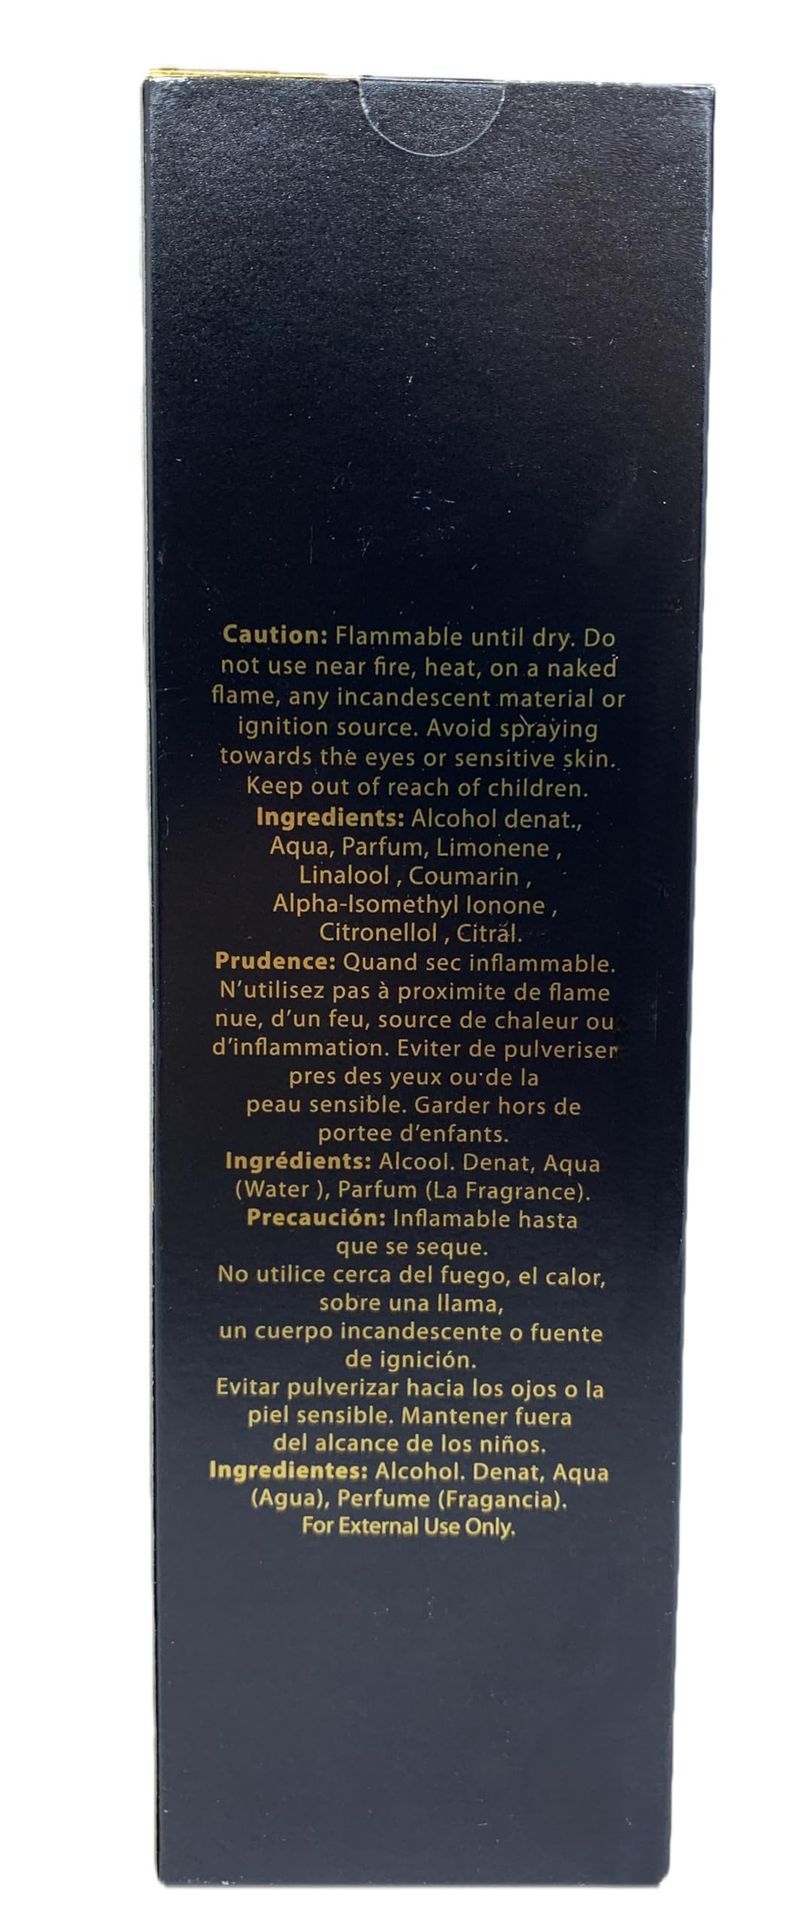 Caution: Flammable until dry. Do
not use near fire, heat, on a naked
flame, any incandescent material or
ignition source. Avoid spraying
towards the eyes or sensitive skin.
Keep out of reach of children.
Ingredients: Alcohol denat.,
Aqua, Parfum, Limonene ,
Linalool , Coumarin ,
Alpha-Isomethyl Ionone ,
Citronellol , Citral.
Prudence: Quand sec inflammable.
N'utilisez pas à proximite de flame
nue, d'un feu, source de chaleur ou
d'inflammation. Eviter de pulveriser
pres des yeux ou de la
peau sensible. Garder hors de
portee d'enfants.
Ingrédients: Alcool. Denat, Aqua
(Water ), Parfum (La Fragrance).
Precaución: Inflamable hasta
que se seque.
No utilice cerca del fuego, el calor,
sobre una llama,
un cuerpo incandescente o fuente
de ignición.
Evitar pulverizar hacia los ojos o la
piel sensible. Mantener fuera
del alcance de los niños.
Ingredientes: Alcohol. Denat, Aqua
(Agua), Perfume (Fragancia).
For External Use Only.